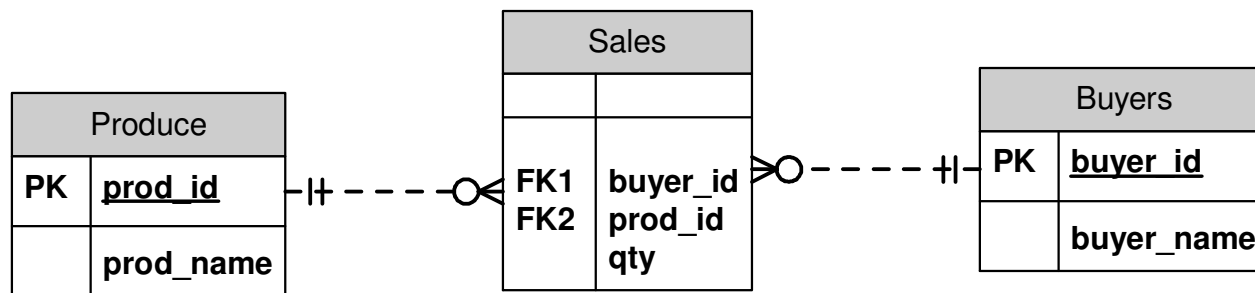 Produce
PK prod_id
prod_name
Sales
FK1 buyer_id
FK2 prod_id
qty
Buyers
PK buyer_id
buyer_name